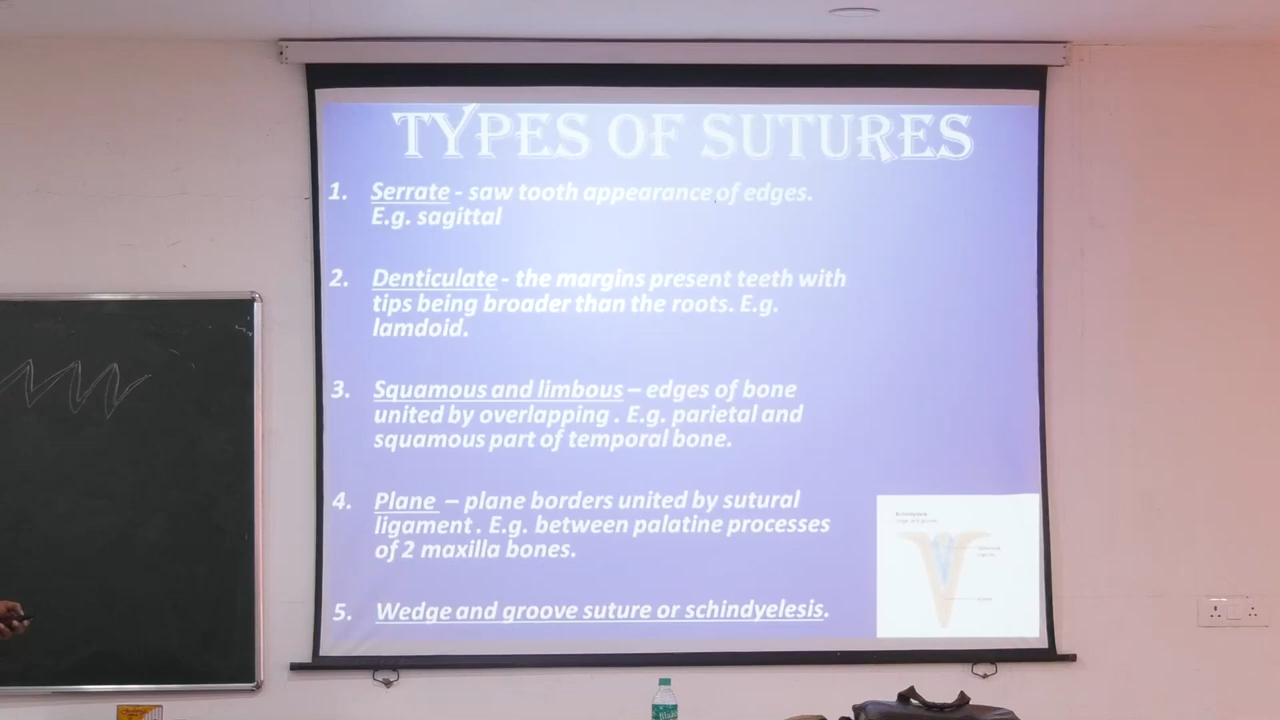 TYPES OF SUTURES
1. Serrate - saw tooth appearance of edges.
E.g. sagittal
2. Denticulate - the margins present teeth with
tips being broader than the roots. E.g.
lamdoid.
3. Squamous and limbous – edges of bone
united by overlapping . E.g. parietal and
squamous part of temporal bone.
4. Plane – plane borders united by sutural
ligament . E.g. between palatine processes
of 2 maxilla bones.
5. Wedge and groove suture or schindyelesis.